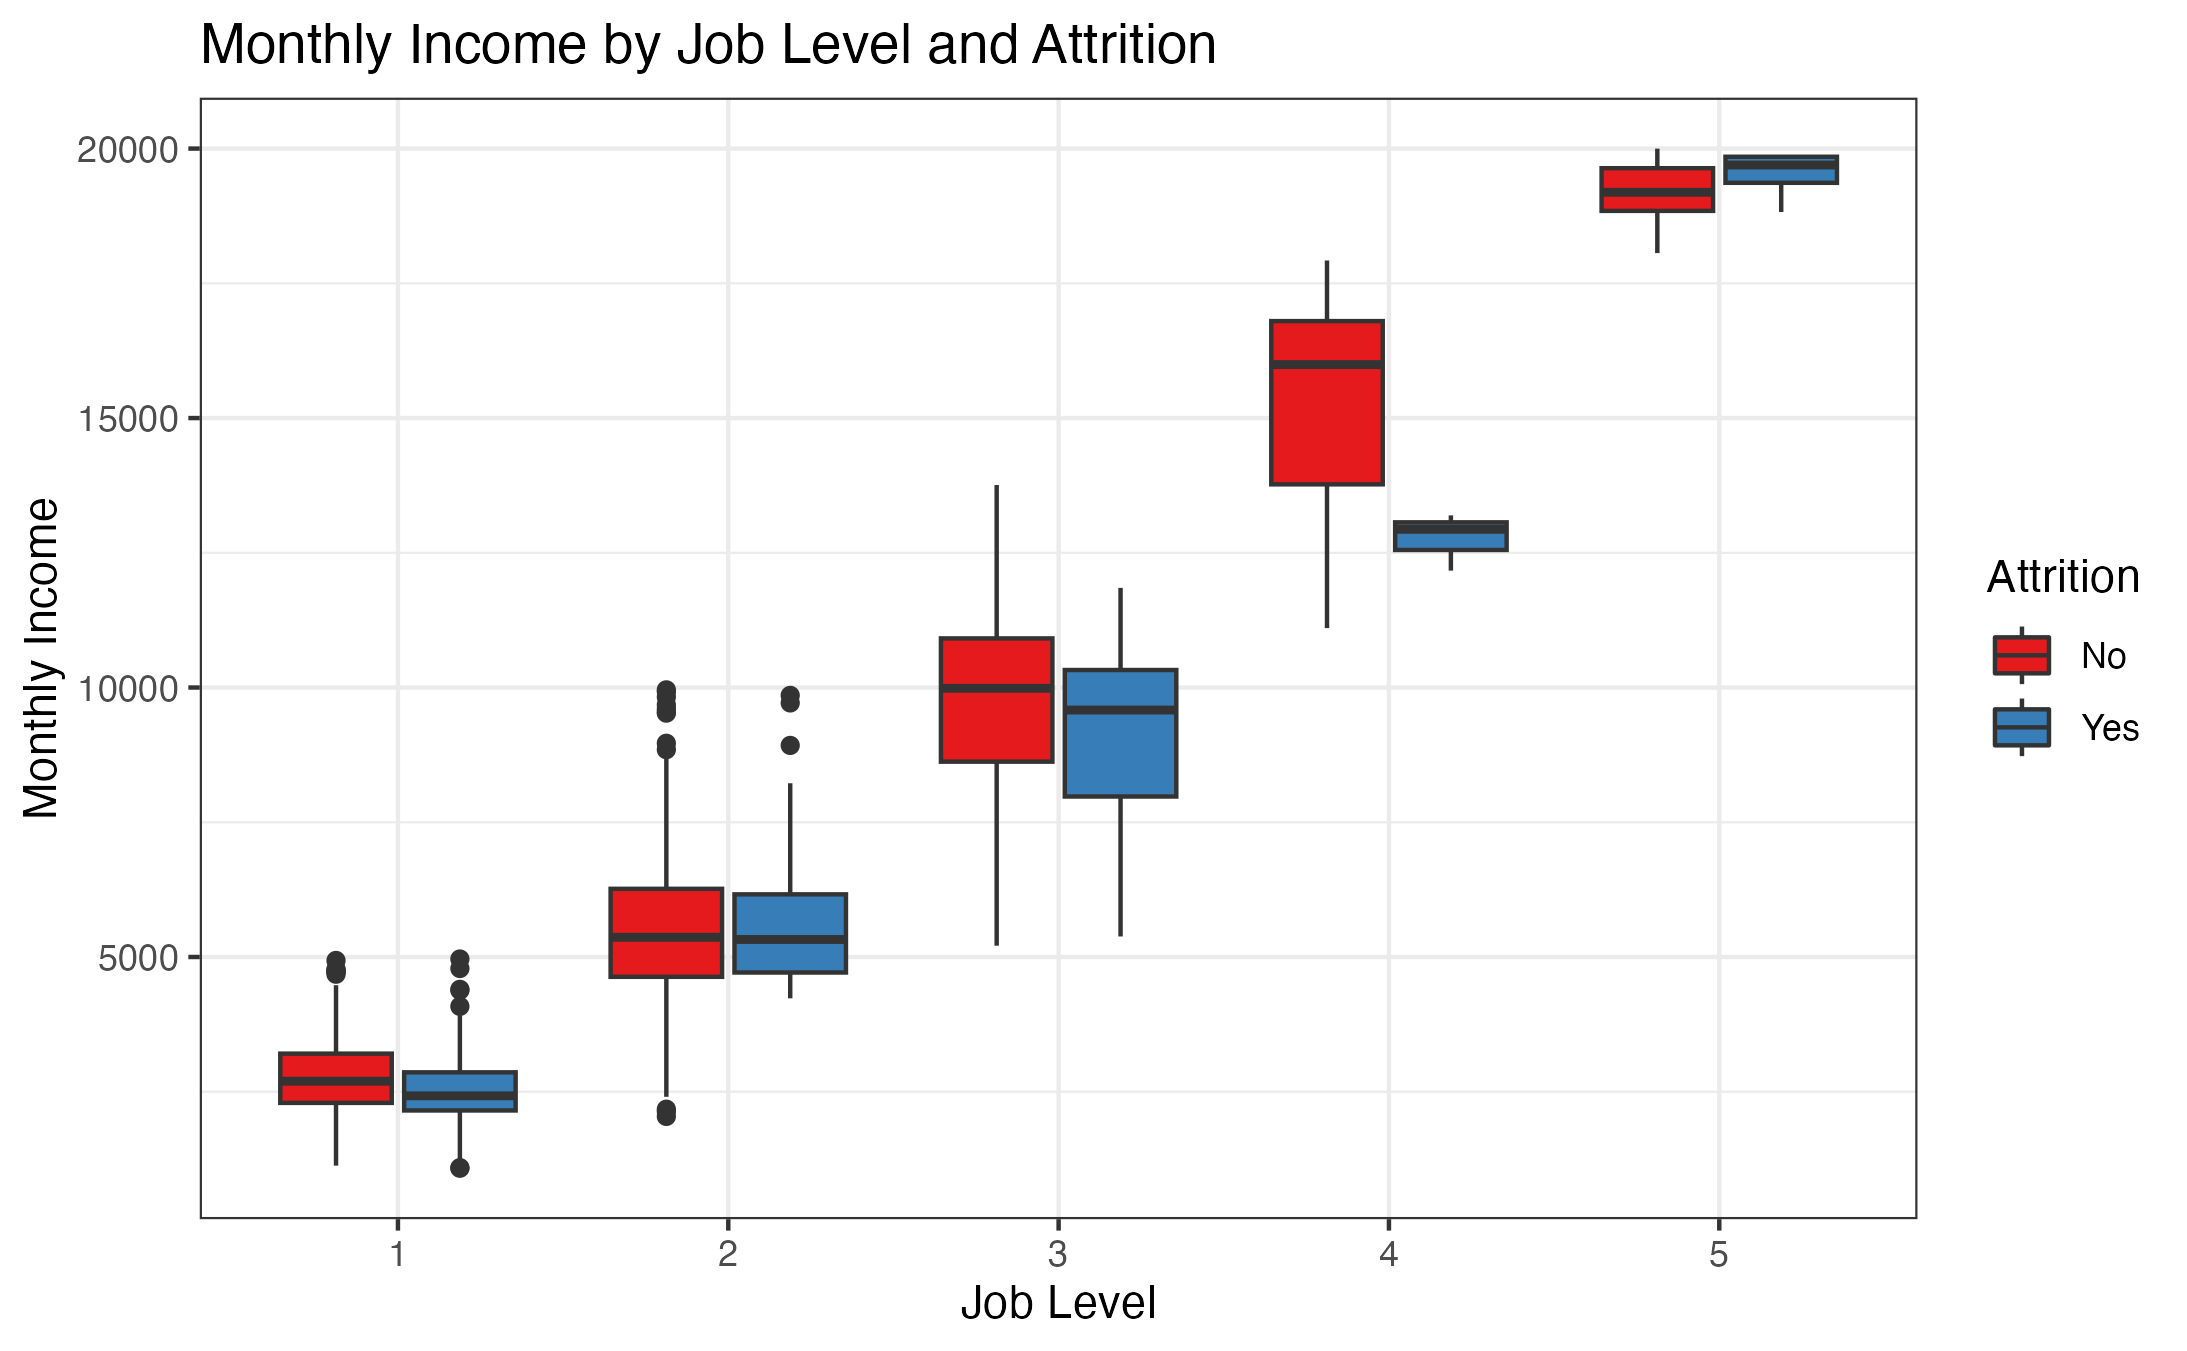 Monthly Income by Job Level and Attrition
Monthly Income
20000
15000
10000
5000
1
2
3
4
5
Job Level
Attrition
No
Yes